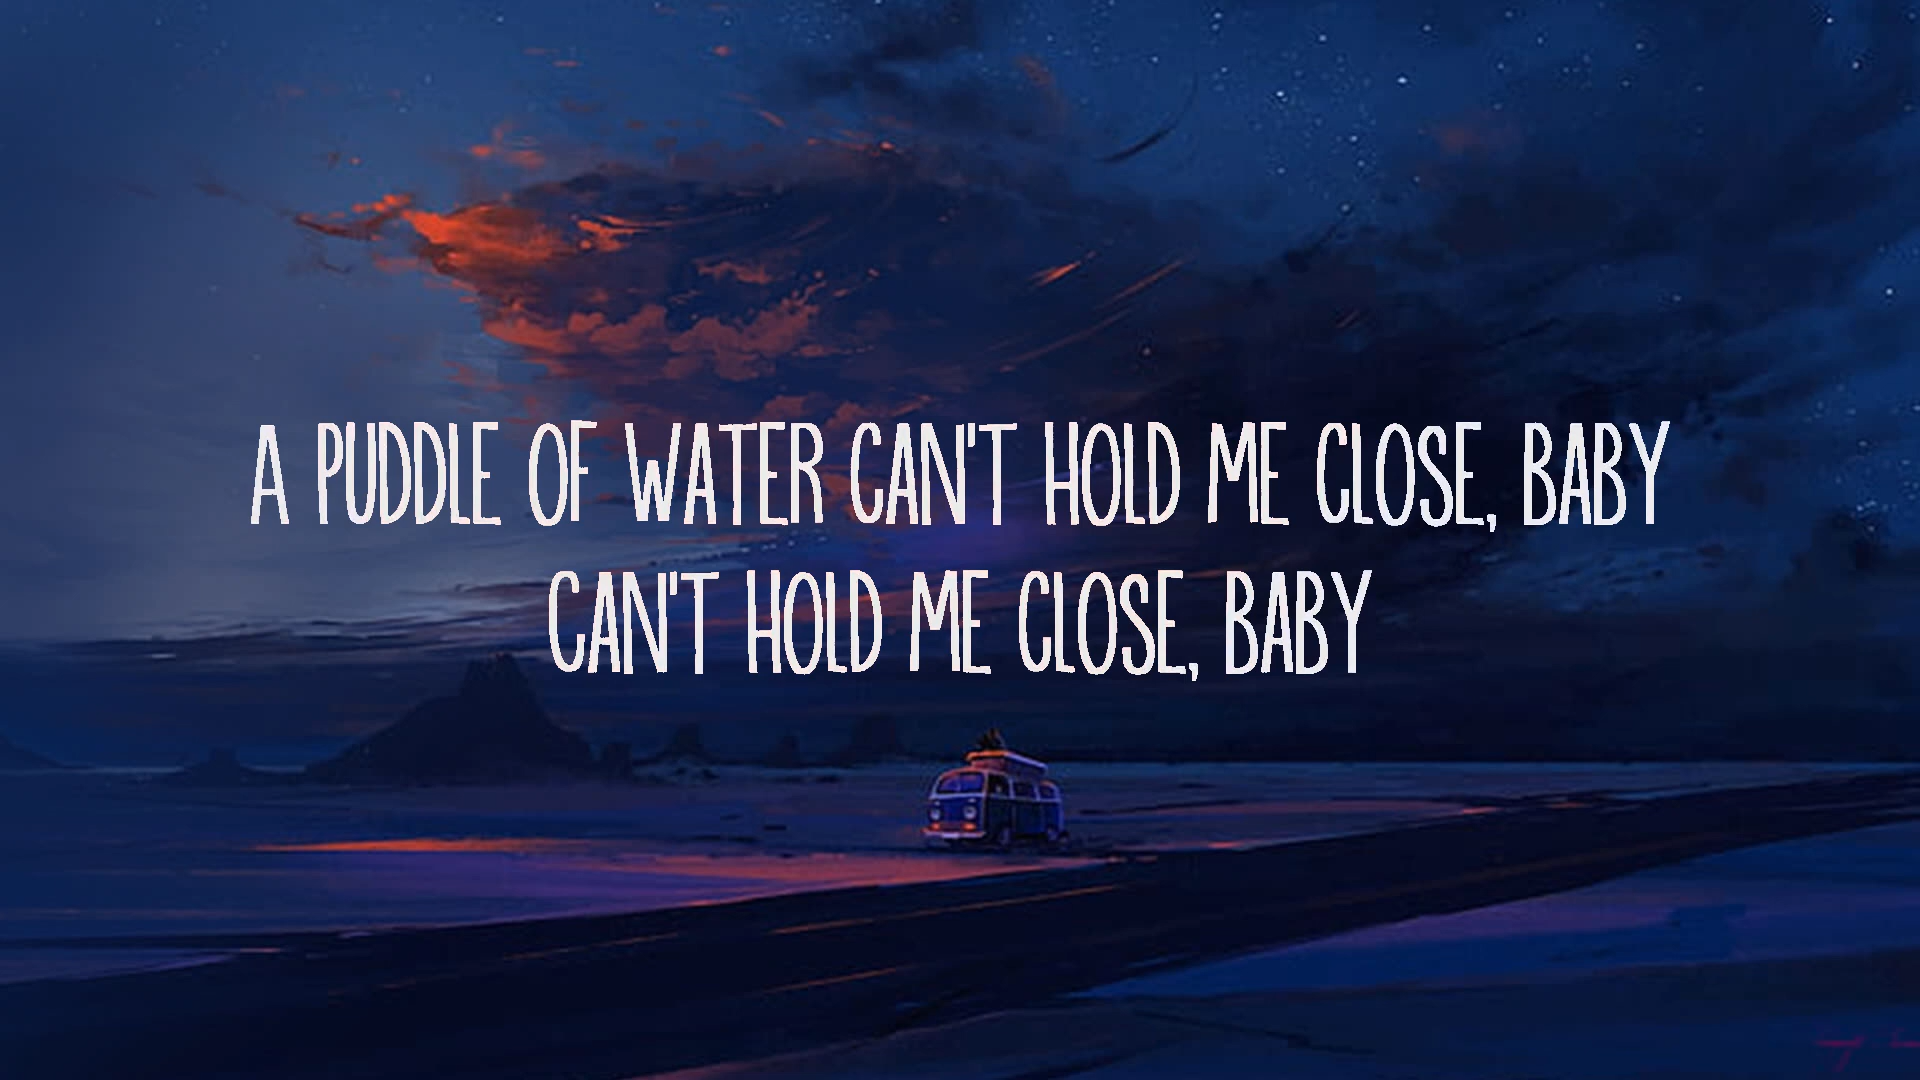 A PUDDLE OF WATER CAN'T HOLD ME CLOSE, BABY
CAN'T HOLD ME CLOSE, BABY